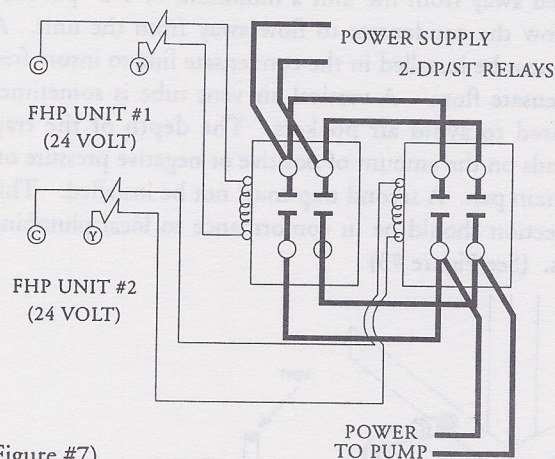 POWER SUPPLY
2-DP/ST RELAYS
C Y
FHP UNIT #1
(24 VOLT)
C Y
FHP UNIT #2
(24 VOLT)
POWER
TO PUMP
Figure #7)